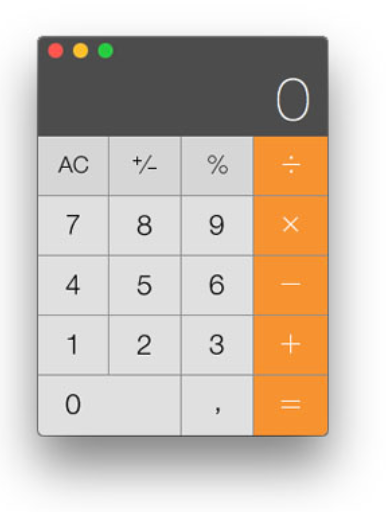 0
AC +/− % ÷
7 8 9 ×
4 5 6 −
1 2 3 +
0 , =